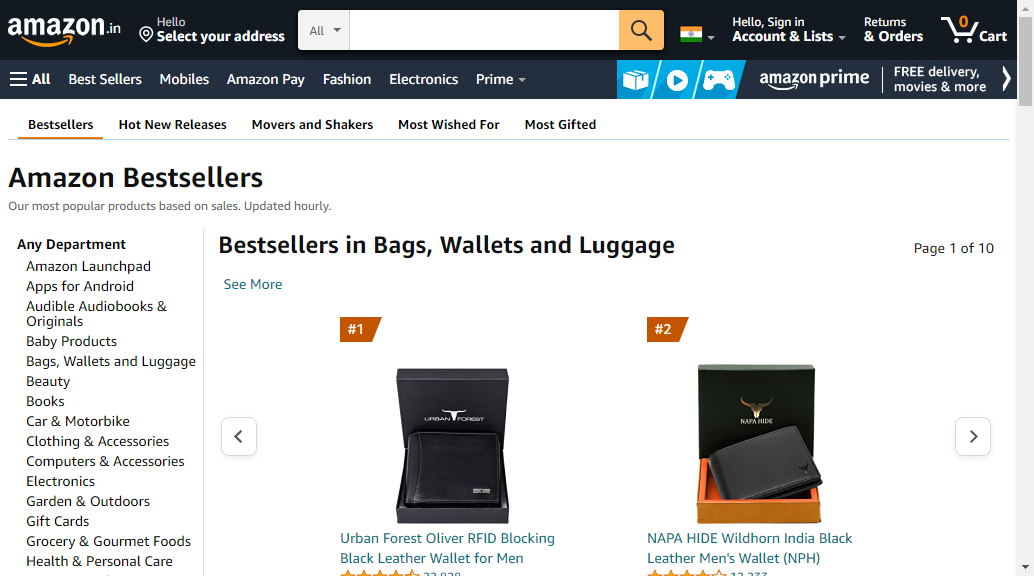 amazon.in
Hello
Select your address
All
Hello, Sign in
Account & Lists
Returns
& Orders
0
Cart
All
Best Sellers
Mobiles
Amazon Pay
Fashion
Electronics
Prime
amazon prime
FREE delivery,
movies & more
Bestsellers
Hot New Releases
Movers and Shakers
Most Wished For
Most Gifted
Amazon Bestsellers
Our most popular products based on sales. Updated hourly.
Any Department
Amazon Launchpad
Apps for Android
Audible Audiobooks &
Originals
Baby Products
Bags, Wallets and Luggage
Beauty
Books
Car & Motorbike
Clothing & Accessories
Computers & Accessories
Electronics
Garden & Outdoors
Gift Cards
Grocery & Gourmet Foods
Health & Personal Care
Bestsellers in Bags, Wallets and Luggage
Page 1 of 10
See More
#1
URBAN FOREST
Urban Forest Oliver RFID Blocking
Black Leather Wallet for Men
#2
NAPA HIDE
NAPA HIDE Wildhorn India Black
Leather Men's Wallet (NPH)